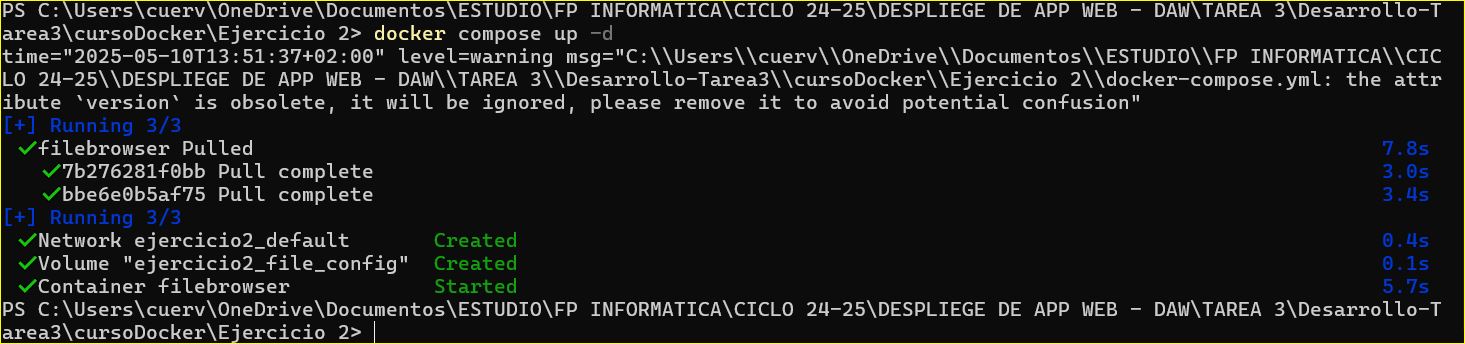 PS C:\Users\cuerv\OneDrive\Documentos\ESTUDIO\FP INFORMATICA\CICLO 24-25\DESPLIEGE DE APP WEB - DAW\TAREA 3\Desarrollo-T
area3\cursoDocker\Ejercicio 2> docker compose up -d
time="2025-05-10T13:51:37+02:00" level=warning msg="C:\\Users\\cuerv\\OneDrive\\Documentos\\ESTUDIO\\FP INFORMATICA\\CIC
LO 24-25\\DESPLIEGE DE APP WEB - DAW\\TAREA 3\\Desarrollo-Tarea3\\cursoDocker\\Ejercicio 2\\docker-compose.yml: the attr
ibute `version` is obsolete, it will be ignored, please remove it to avoid potential confusion"
[+] Running 3/3
✓filebrowser Pulled 7.8s
✓7b276281f0bb Pull complete 3.0s
✓bbe6e0b5af75 Pull complete 3.4s
[+] Running 3/3
✓Network ejercicio2_default Created 0.4s
✓Volume "ejercicio2_file_config" Created 0.1s
✓Container filebrowser Started 5.7s
PS C:\Users\cuerv\OneDrive\Documentos\ESTUDIO\FP INFORMATICA\CICLO 24-25\DESPLIEGE DE APP WEB - DAW\TAREA 3\Desarrollo-T
area3\cursoDocker\Ejercicio 2>